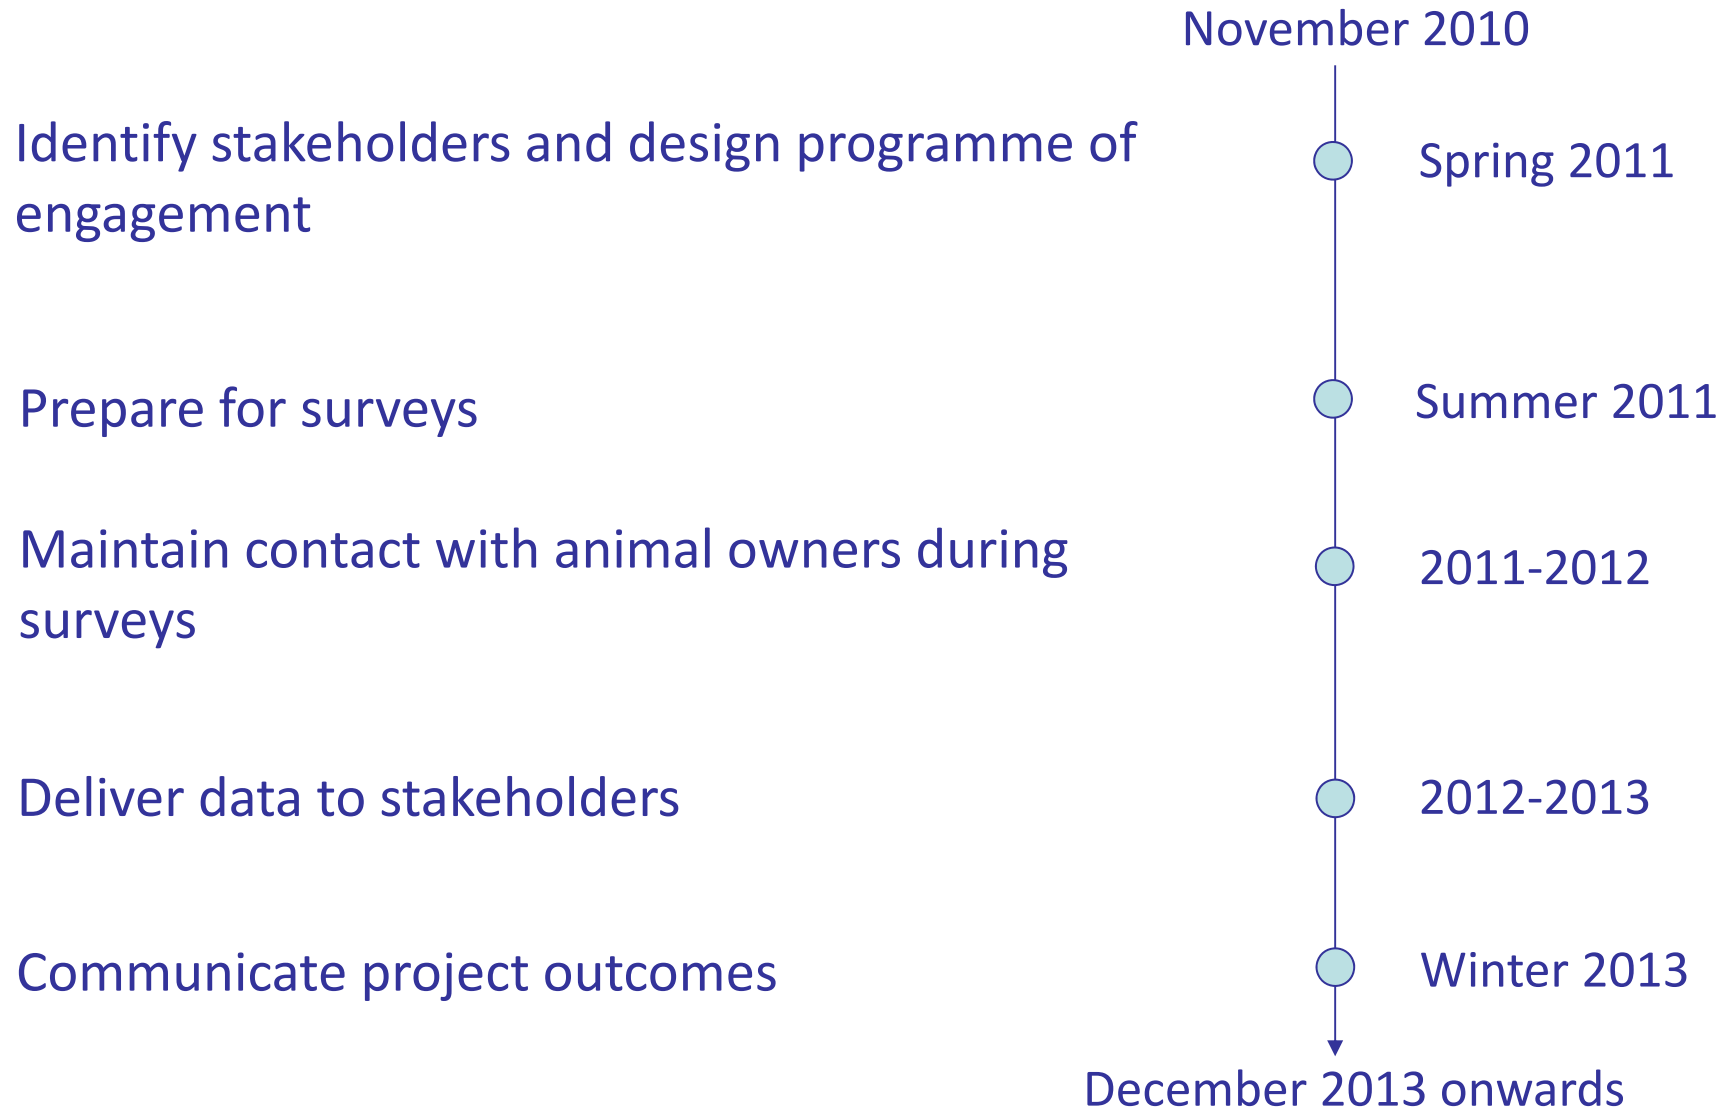 November 2010
Identify stakeholders and design programme of
engagement
Spring 2011
Prepare for surveys
Summer 2011
Maintain contact with animal owners during
surveys
2011-2012
Deliver data to stakeholders
2012-2013
Communicate project outcomes
Winter 2013
December 2013 onwards